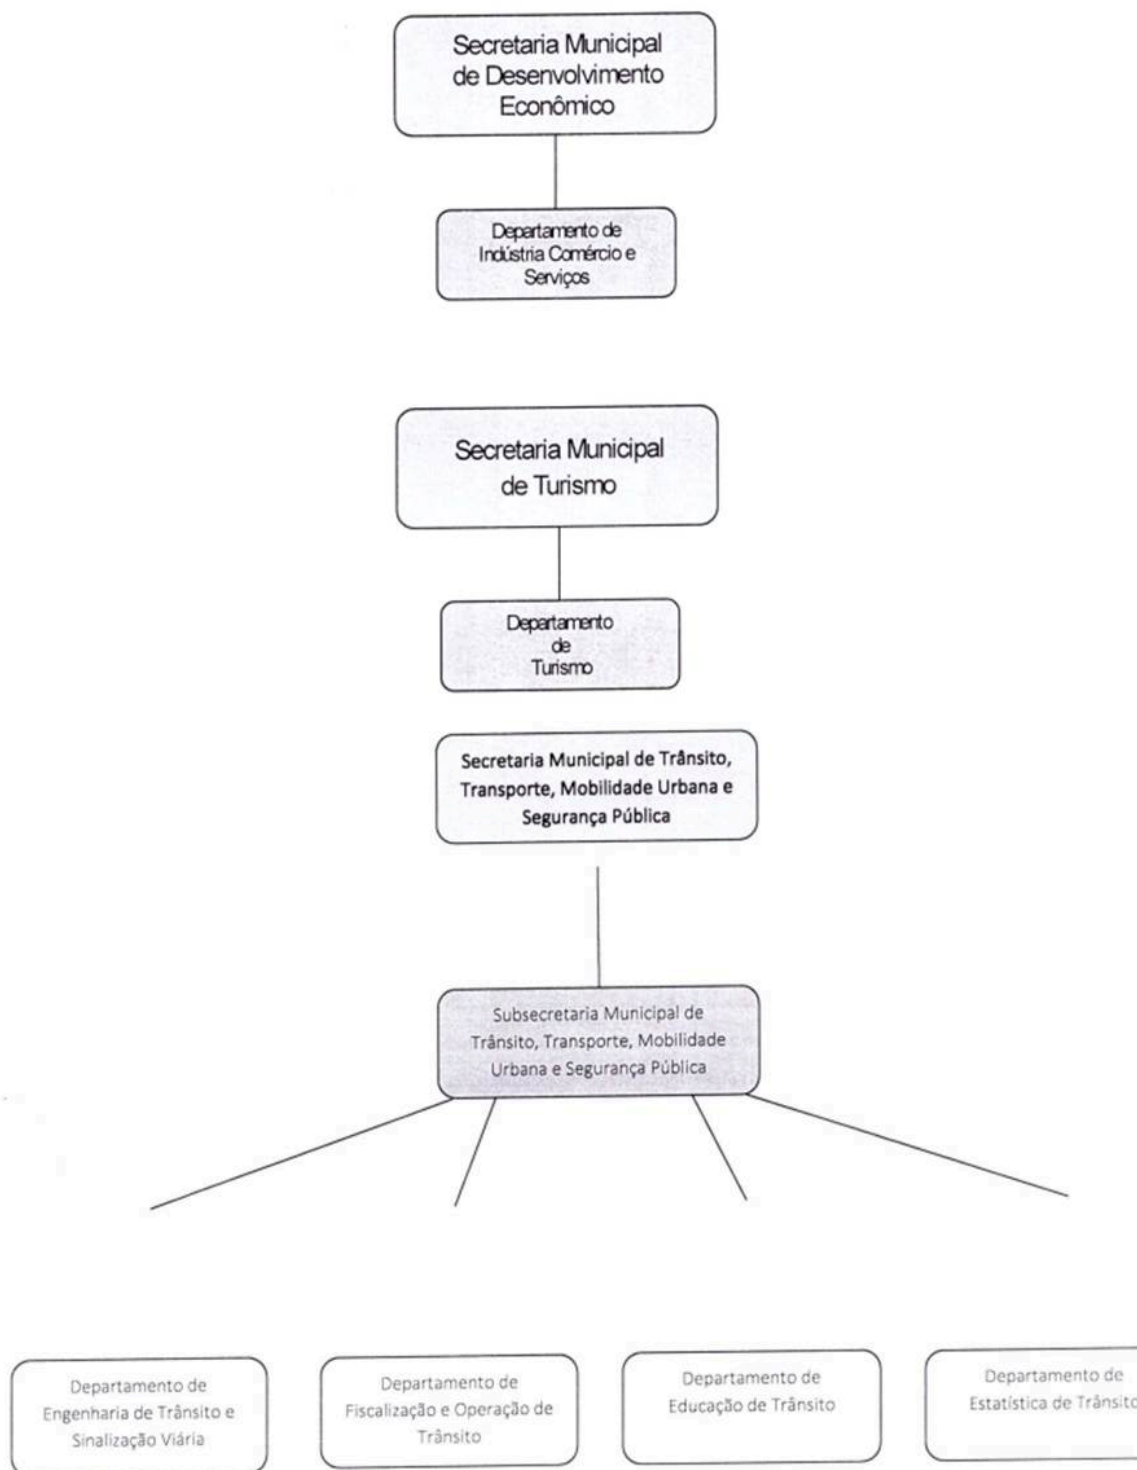 Secretaria Municipal
de Desenvolvimento
Econômico
Departamento de
Indústria Comércio e
Serviços
Secretaria Municipal
de Turismo
Departamento
de
Turismo
Secretaria Municipal de Trânsito,
Transporte, Mobilidade Urbana e
Segurança Pública
Subsecretaria Municipal de
Trânsito, Transporte, Mobilidade
Urbana e Segurança Pública
Departamento de
Engenharia de Trânsito e
Sinalização Viária
Departamento de
Fiscalização e Operação de
Trânsito
Departamento de
Educação de Trânsito
Departamento de
Estatística de Trânsito